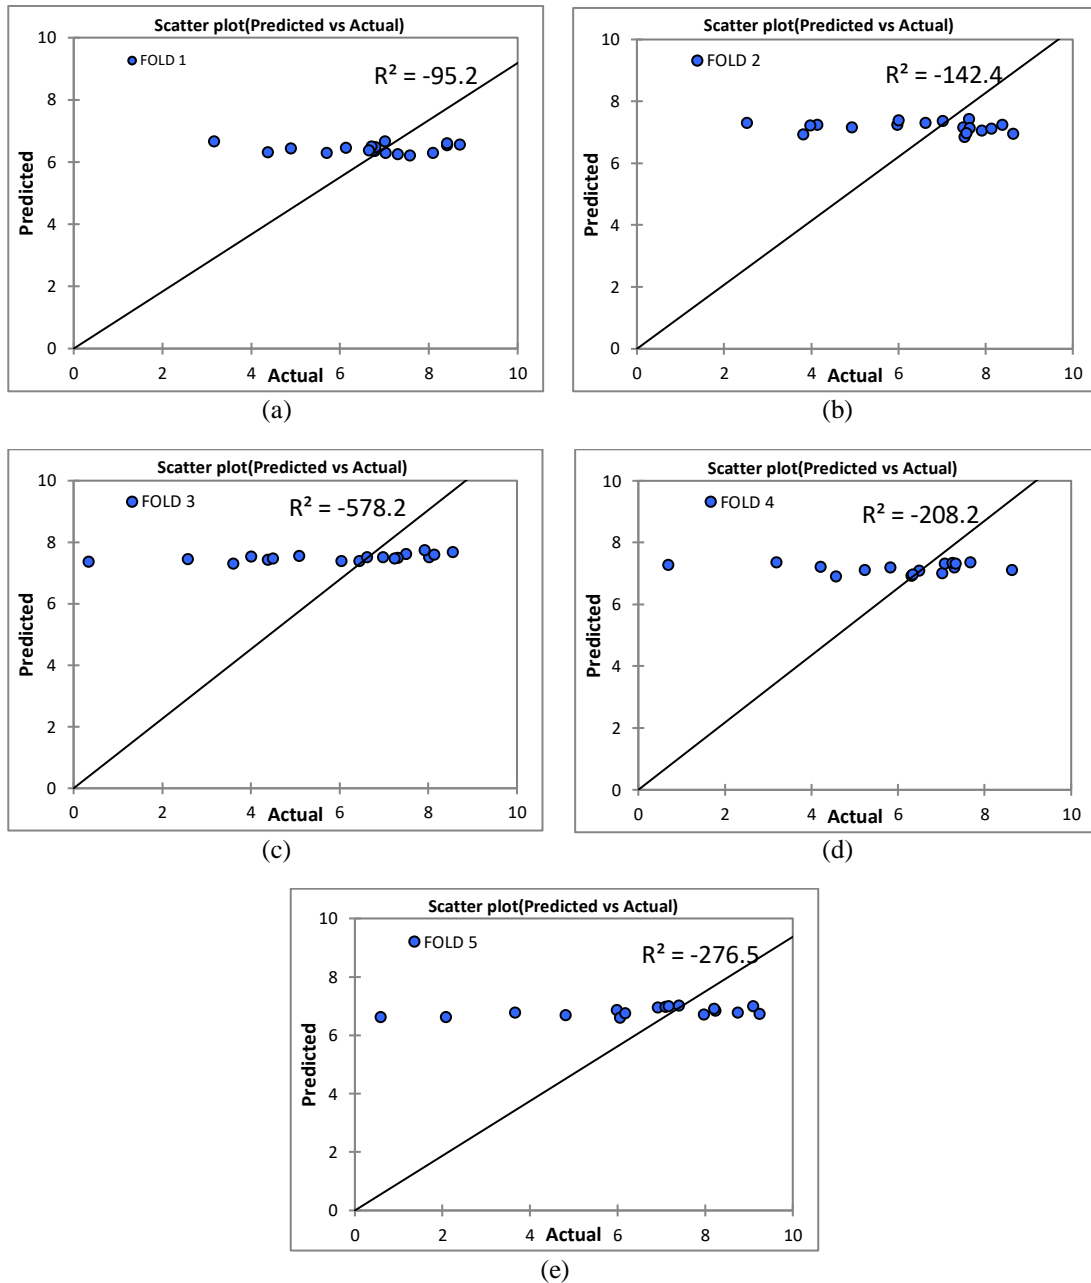 Scatter plot(Predicted vs Actual)
10
FOLD 1
R² = -95.2
8
6
4
2
0
Predicted
0 2 4 6 8 10
Actual
(a)
Scatter plot(Predicted vs Actual)
10
FOLD 2
R² = -142.4
8
6
4
2
0
Predicted
0 2 4 6 8 10
Actual
(b)
Scatter plot(Predicted vs Actual)
10
FOLD 3
R² = -578.2
8
6
4
2
0
Predicted
0 2 4 6 8 10
Actual
(c)
Scatter plot(Predicted vs Actual)
10
FOLD 4
R² = -208.2
8
6
4
2
0
Predicted
0 2 4 6 8 10
Actual
(d)
Scatter plot(Predicted vs Actual)
10
FOLD 5
R² = -276.5
8
6
4
2
0
Predicted
0 2 4 6 8 10
Actual
(e)